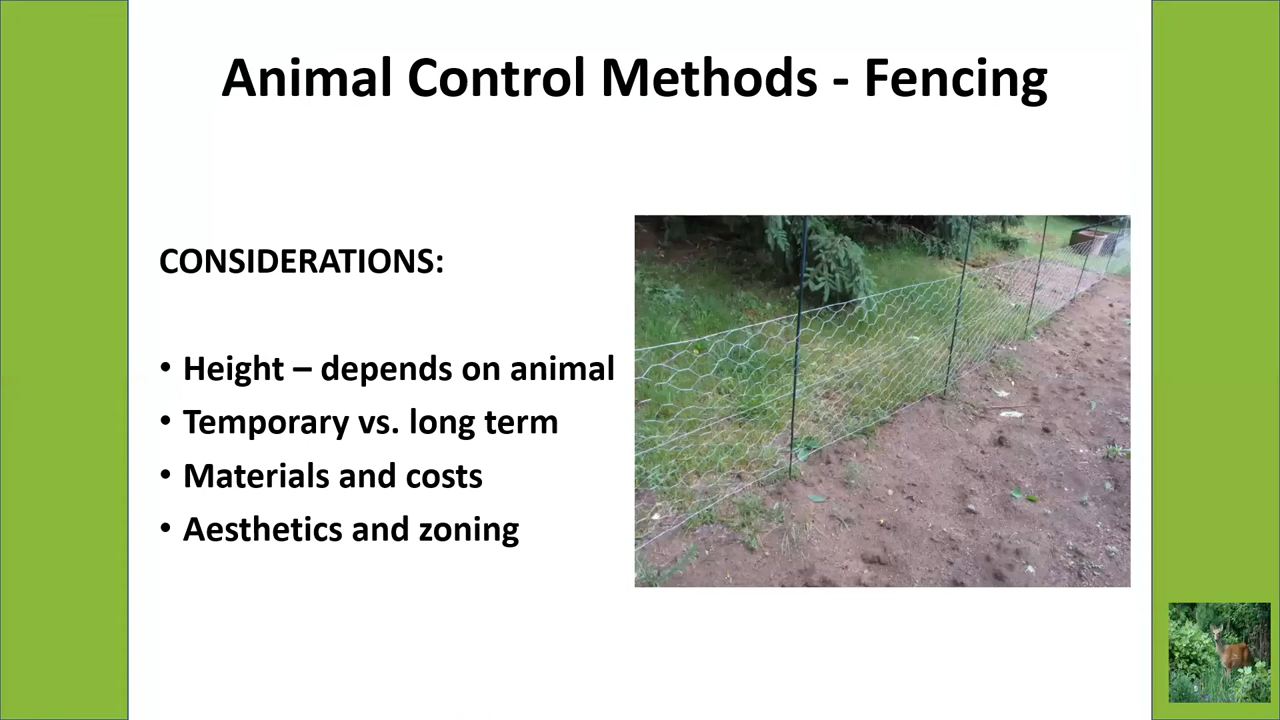 Animal Control Methods - Fencing
CONSIDERATIONS:
• Height – depends on animal
• Temporary vs. long term
• Materials and costs
• Aesthetics and zoning